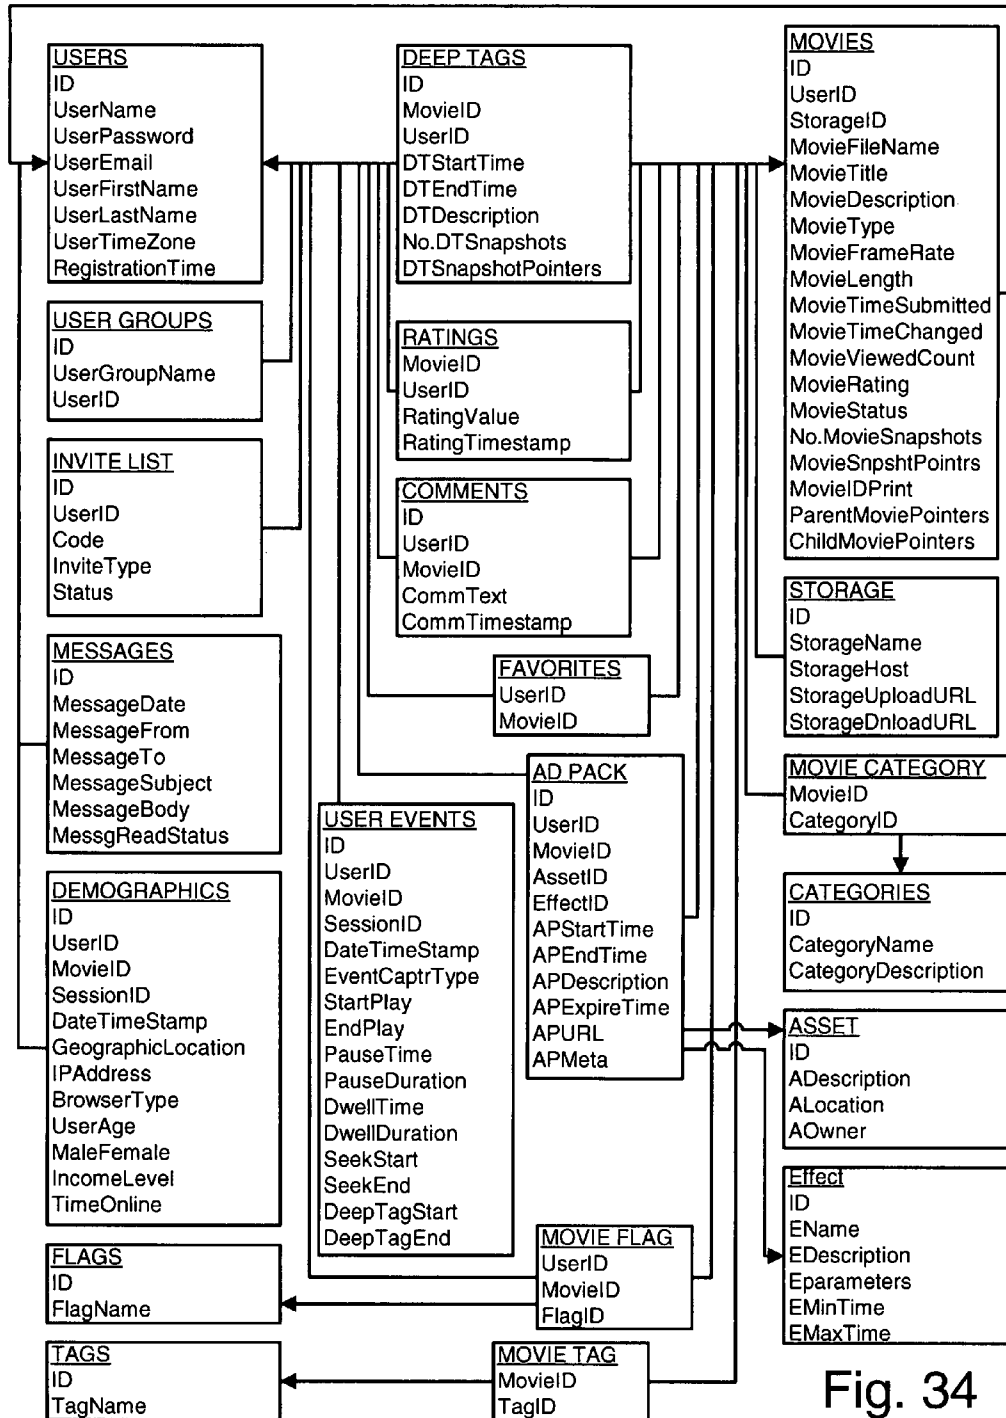 USERS
ID
UserName
UserPassword
UserEmail
UserFirstName
UserLastName
UserTimeZone
RegistrationTime
USER GROUPS
ID
UserGroupName
UserID
INVITE LIST
ID
UserID
Code
InviteType
Status
MESSAGES
ID
MessageDate
MessageFrom
MessageTo
MessageSubject
MessageBody
MessgReadStatus
DEMOGRAPHICS
ID
UserID
MovieID
SessionID
DateTimeStamp
GeographicLocation
IPAddress
BrowserType
UserAge
MaleFemale
IncomeLevel
TimeOnline
FLAGS
ID
FlagName
TAGS
ID
TagName
DEEP TAGS
ID
MovieID
UserID
DTStartTime
DTEndTime
DTDescription
No.DTSnapshots
DTSnapshotPointers
RATINGS
MovieID
UserID
RatingValue
RatingTimestamp
COMMENTS
ID
UserID
MovieID
CommText
CommTimestamp
FAVORITES
UserID
MovieID
AD PACK
ID
UserID
MovieID
AssetID
EffectID
APStartTime
APEndTime
APDescription
APExpireTime
APURL
APMeta
USER EVENTS
ID
UserID
MovieID
SessionID
DateTimeStamp
EventCaptrType
StartPlay
EndPlay
PauseTime
PauseDuration
DwellTime
DwellDuration
SeekStart
SeekEnd
DeepTagStart
DeepTagEnd
MOVIE FLAG
UserID
MovieID
FlagID
MOVIE TAG
MovieID
TagID
MOVIES
ID
UserID
StorageID
MovieFileName
MovieTitle
MovieDescription
MovieType
MovieFrameRate
MovieLength
MovieTimeSubmitted
MovieTimeChanged
MovieViewedCount
MovieRating
MovieStatus
No.MovieSnapshots
MovieSnpshtPointrs
MovieIDPrint
ParentMoviePointers
ChildMoviePointers
STORAGE
ID
StorageName
StorageHost
StorageUploadURL
StorageDnloadURL
MOVIE CATEGORY
MovieID
CategoryID
CATEGORIES
ID
CategoryName
CategoryDescription
ASSET
ID
ADescription
ALocation
AOwner
Effect
ID
EName
EDescription
Eparameters
EMinTime
EMaxTime
Fig. 34